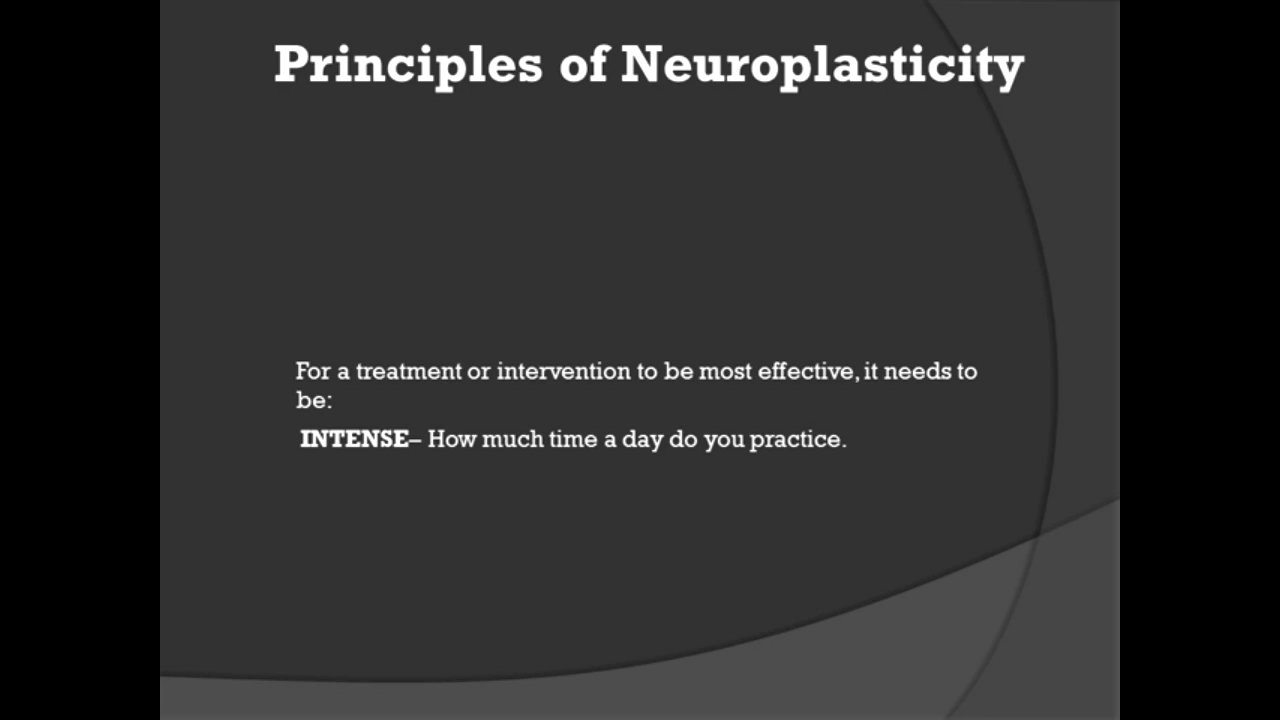 Principles of Neuroplasticity
For a treatment or intervention to be most effective, it needs to
be:
INTENSE– How much time a day do you practice.